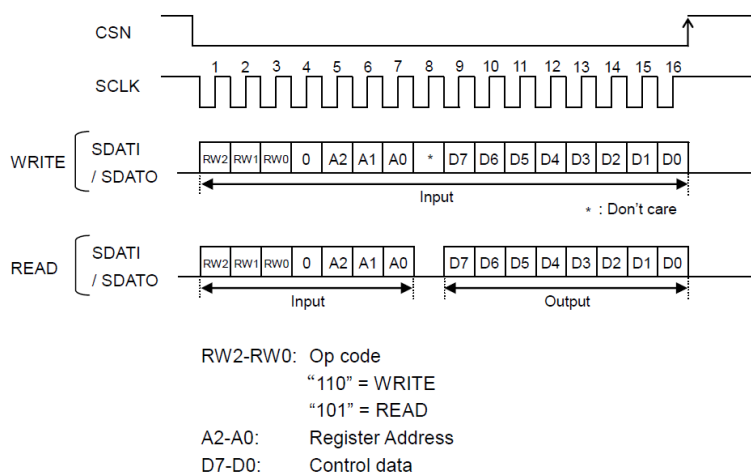 CSN
1 2 3 4 5 6 7 8 9 10 11 12 13 14 15 16
SCLK
WRITE SDATI / SDATO
RW2 RW1 RW0 0 A2 A1 A0 * D7 D6 D5 D4 D3 D2 D1 D0
Input
* : Don't care
READ SDATI / SDATO
RW2 RW1 RW0 0 A2 A1 A0 D7 D6 D5 D4 D3 D2 D1 D0
Input Output
RW2-RW0: Op code
“110” = WRITE
“101” = READ
A2-A0: Register Address
D7-D0: Control data